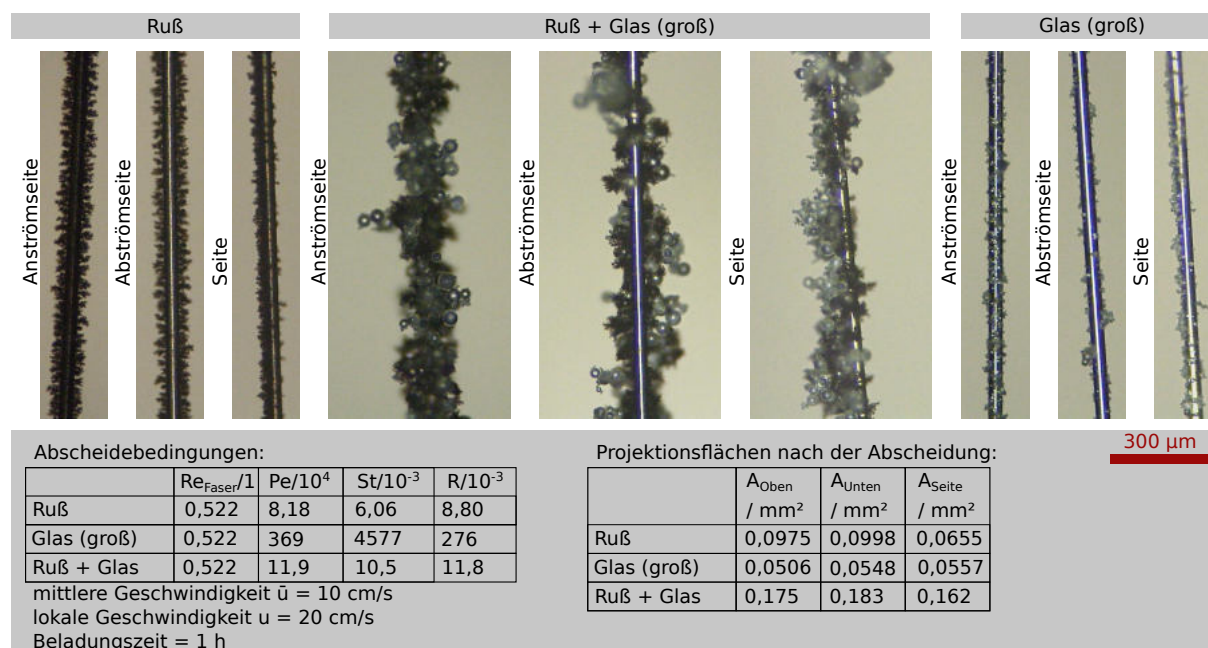 Ruß
Ruß + Glas (groß)
Glas (groß)
Anströmseite
Abströmseite
Seite
Anströmseite
Abströmseite
Seite
Anströmseite
Abströmseite
Seite
300 µm
Abscheidebedingungen:
Re_Faser/1 Pe/10⁴ St/10⁻³ R/10⁻³
Ruß 0,522 8,18 6,06 8,80
Glas (groß) 0,522 369 4577 276
Ruß + Glas 0,522 11,9 10,5 11,8
mittlere Geschwindigkeit ū = 10 cm/s
lokale Geschwindigkeit u = 20 cm/s
Beladungszeit = 1 h
Projektionsflächen nach der Abscheidung:
A_Oben A_Unten A_Seite
/ mm² / mm² / mm²
Ruß 0,0975 0,0998 0,0655
Glas (groß) 0,0506 0,0548 0,0557
Ruß + Glas 0,175 0,183 0,162